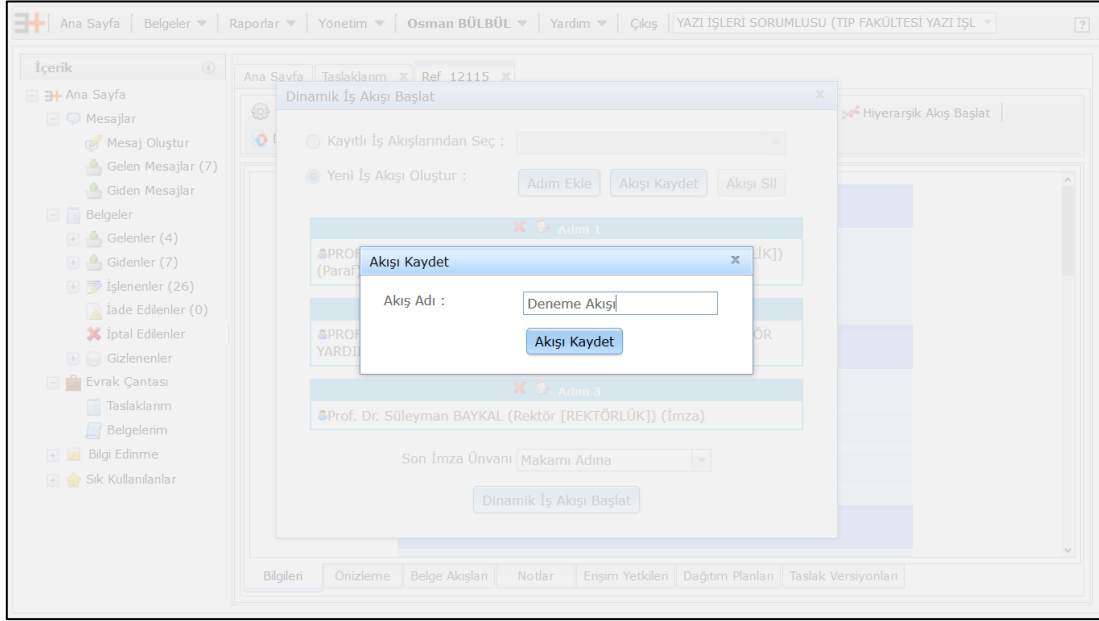 Ana Sayfa Belgeler Raporlar Yönetim Osman BÜLBÜL Yardım Çıkış YAZI İŞLERİ SORUMLUSU (TIP FAKÜLTESİ YAZI İŞL ?
İçerik
Ana Sayfa
Mesajlar
Mesaj Oluştur
Gelen Mesajlar (7)
Giden Mesajlar
Belgeler
Gelenler (4)
Gidenler (7)
İşlenenler (26)
İade Edilenler (0)
İptal Edilenler
Gizlenenler
Evrak Çantası
Taslaklarım
Belgelerim
Bilgi Edinme
Sık Kullanılanlar
Ana Sayfa Taslaklarım x Ref 12115 x
Hiyerarşik Akış Başlat
Dinamik İş Akışı Başlat x
Kayıtlı İş Akışlarından Seç :
Yeni İş Akışı Oluştur : Adım Ekle Akışı Kaydet Akışı Sil
Adım 1
(Paraf)
Akışı Kaydet x
Akış Adı : Deneme Akışı
Akışı Kaydet
Adım 3
Prof. Dr. Süleyman BAYKAL (Rektör [REKTÖRLÜK]) (İmza)
Son İmza Ünvanı Makamı Adına
Dinamik İş Akışı Başlat
Bilgileri Önizleme Belge Akışları Notlar Erişim Yetkileri Dağıtım Planları Taslak Versiyonları